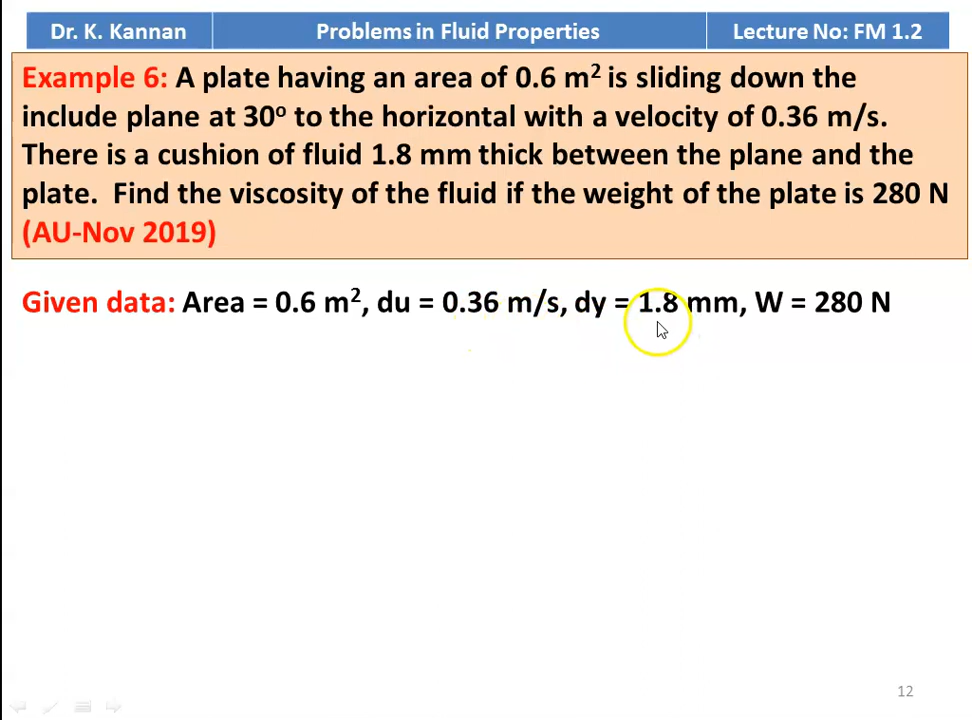 Dr. K. Kannan Problems in Fluid Properties Lecture No: FM 1.2
Example 6: A plate having an area of 0.6 m² is sliding down the
include plane at 30º to the horizontal with a velocity of 0.36 m/s.
There is a cushion of fluid 1.8 mm thick between the plane and the
plate. Find the viscosity of the fluid if the weight of the plate is 280 N
(AU-Nov 2019)
Given data: Area = 0.6 m², du = 0.36 m/s, dy = 1.8 mm, W = 280 N
12